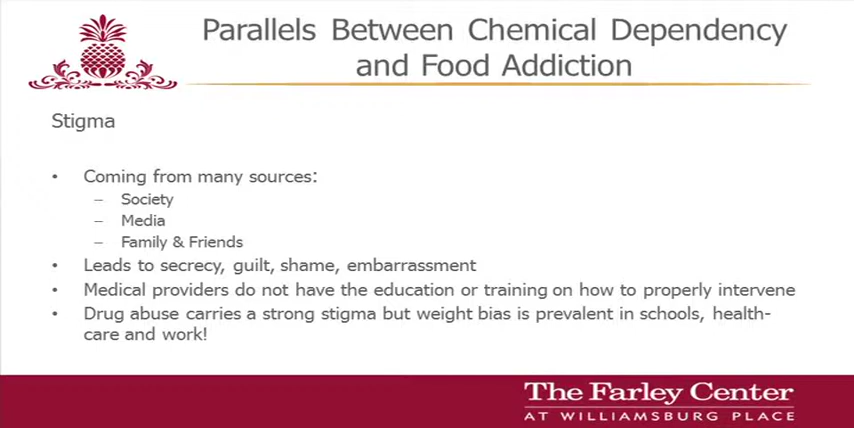 Parallels Between Chemical Dependency
and Food Addiction
Stigma
• Coming from many sources:
– Society
– Media
– Family & Friends
• Leads to secrecy, guilt, shame, embarrassment
• Medical providers do not have the education or training on how to properly intervene
• Drug abuse carries a strong stigma but weight bias is prevalent in schools, health-
care and work!
The Farley Center
AT WILLIAMSBURG PLACE